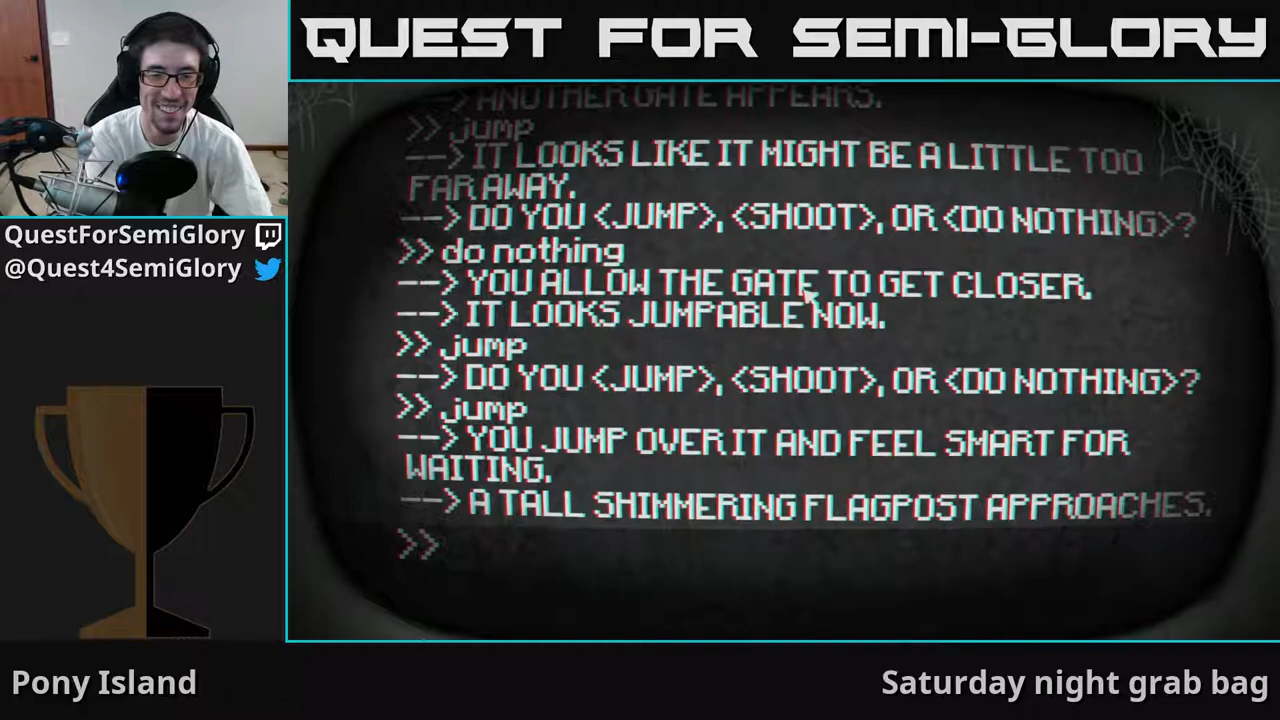 QUEST FOR SEMI-GLORY
QuestForSemiGlory
@Quest4SemiGlory
--> ANOTHER GATE APPEARS.
>> jump
--> IT LOOKS LIKE IT MIGHT BE A LITTLE TOO
FAR AWAY.
--> DO YOU <JUMP>, <SHOOT>, OR <DO NOTHING>?
>> do nothing
--> YOU ALLOW THE GATE TO GET CLOSER.
--> IT LOOKS JUMPABLE NOW.
>> jump
--> DO YOU <JUMP>, <SHOOT>, OR <DO NOTHING>?
>> jump
--> YOU JUMP OVER IT AND FEEL SMART FOR
WAITING.
--> A TALL SHIMMERING FLAGPOST APPROACHES.
>>
Pony Island
Saturday night grab bag